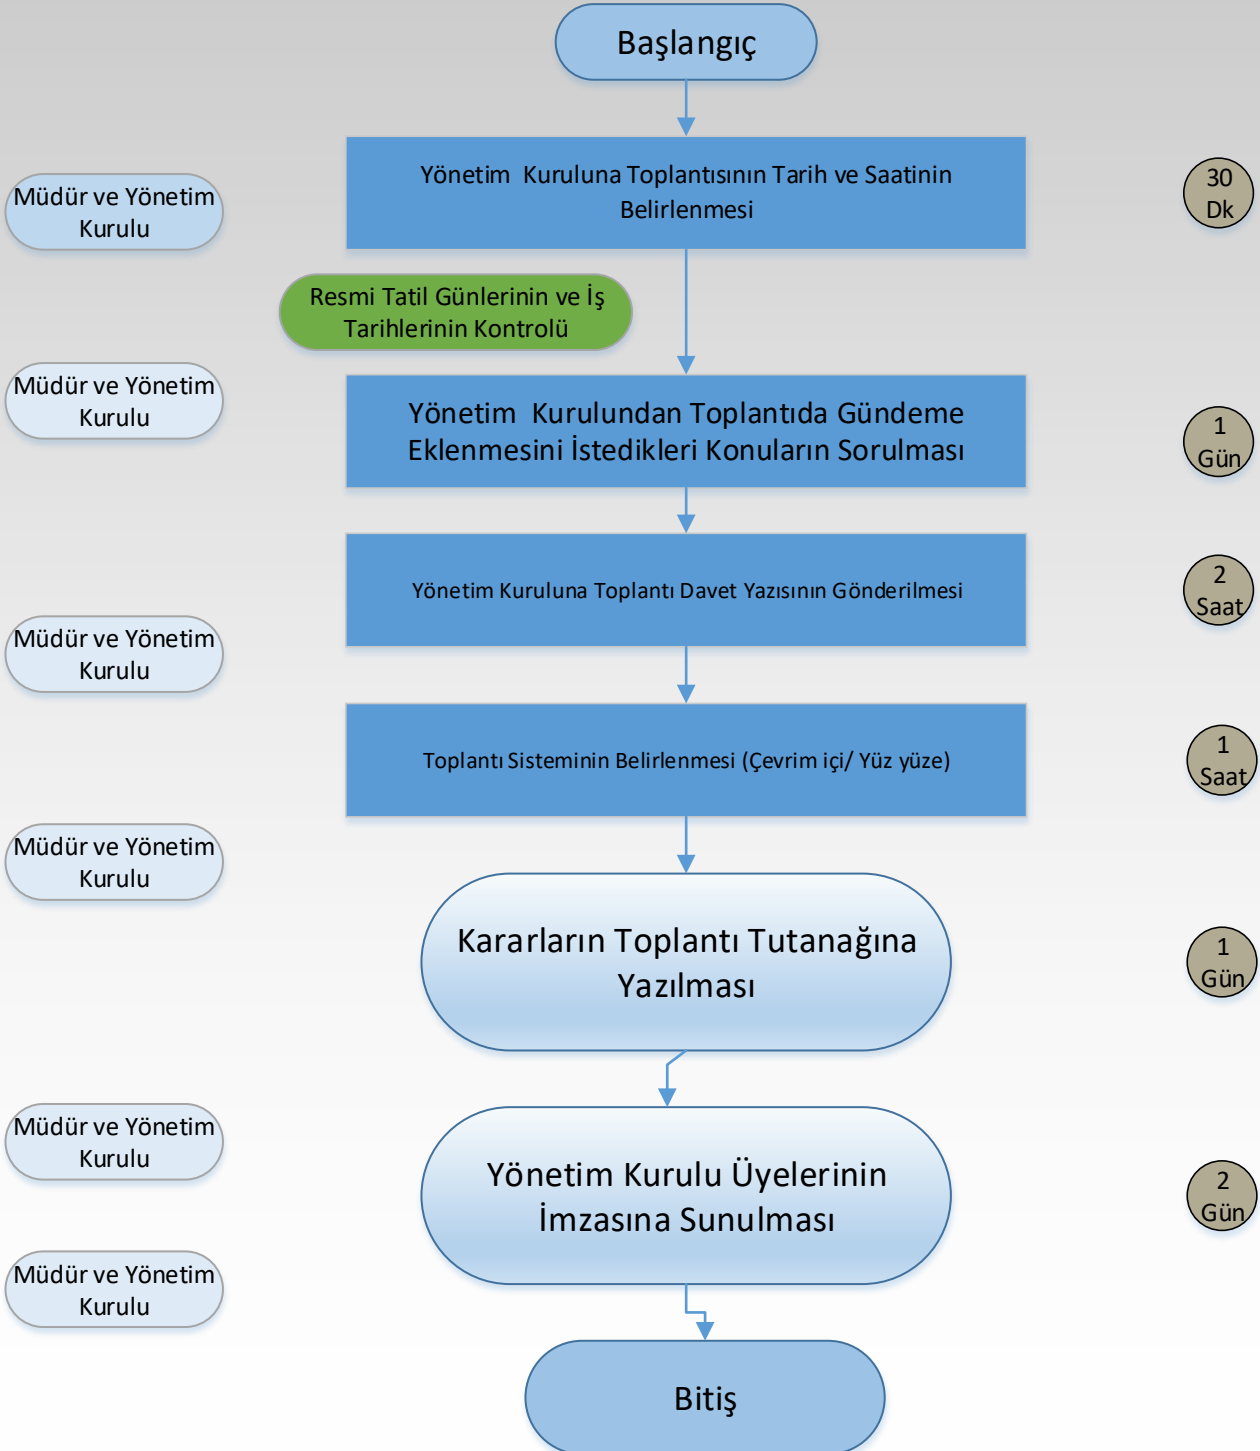 Başlangıç
Müdür ve Yönetim
Kurulu
Yönetim  Kuruluna Toplantısının Tarih ve Saatinin
Belirlenmesi
30
Dk
Resmi Tatil Günlerinin ve İş
Tarihlerinin Kontrolü
Müdür ve Yönetim
Kurulu
Yönetim  Kurulundan Toplantıda Gündeme
Eklenmesini İstedikleri Konuların Sorulması
1
Gün
Yönetim Kuruluna Toplantı Davet Yazısının Gönderilmesi
2
Saat
Müdür ve Yönetim
Kurulu
Toplantı Sisteminin Belirlenmesi (Çevrim içi/ Yüz yüze)
1
Saat
Müdür ve Yönetim
Kurulu
Kararların Toplantı Tutanağına
Yazılması
1
Gün
Müdür ve Yönetim
Kurulu
Yönetim Kurulu Üyelerinin
İmzasına Sunulması
2
Gün
Müdür ve Yönetim
Kurulu
Bitiş